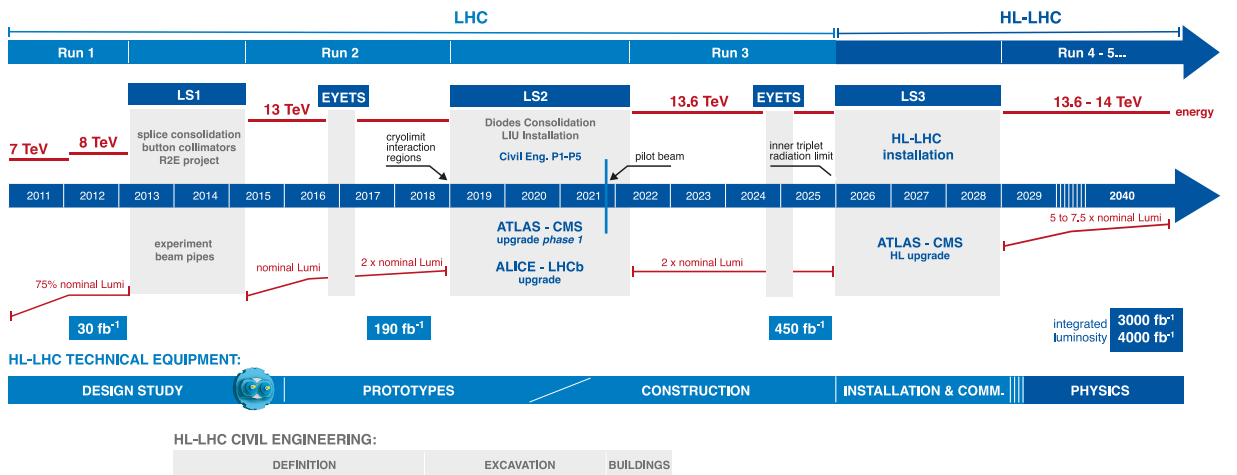 LHC
HL-LHC
Run 1
Run 2
Run 3
Run 4 - 5...
LS1
EYETS
LS2
EYETS
LS3
13 TeV
13.6 TeV
13.6 - 14 TeV
energy
7 TeV
8 TeV
splice consolidation
button collimators
R2E project
cryolimit
interaction
regions
Diodes Consolidation
LIU Installation
Civil Eng. P1-P5
pilot beam
inner triplet
radiation limit
HL-LHC
installation
2011
2012
2013
2014
2015
2016
2017
2018
2019
2020
2021
2022
2023
2024
2025
2026
2027
2028
2029
2040
5 to 7.5 x nominal Lumi
experiment
beam pipes
ATLAS - CMS
upgrade phase 1
ALICE - LHCb
upgrade
ATLAS - CMS
HL upgrade
75% nominal Lumi
nominal Lumi
2 x nominal Lumi
2 x nominal Lumi
30 fb⁻¹
190 fb⁻¹
450 fb⁻¹
integrated
luminosity
3000 fb⁻¹
4000 fb⁻¹
HL-LHC TECHNICAL EQUIPMENT:
DESIGN STUDY
PROTOTYPES
CONSTRUCTION
INSTALLATION & COMM.
PHYSICS
HL-LHC CIVIL ENGINEERING:
DEFINITION
EXCAVATION
BUILDINGS